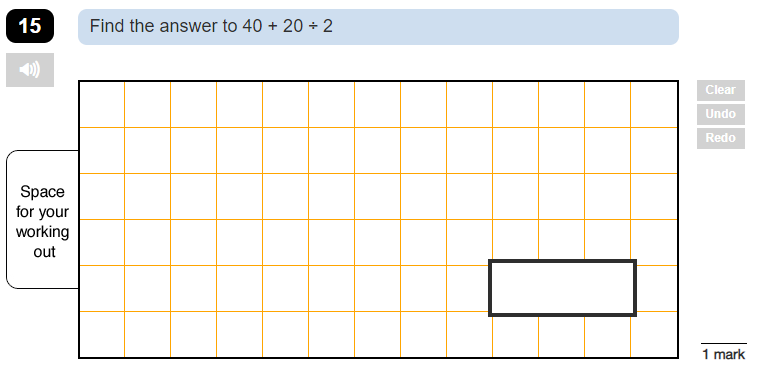 15
Find the answer to 40 + 20 ÷ 2
Clear
Undo
Redo
Space
for your
working
out
1 mark